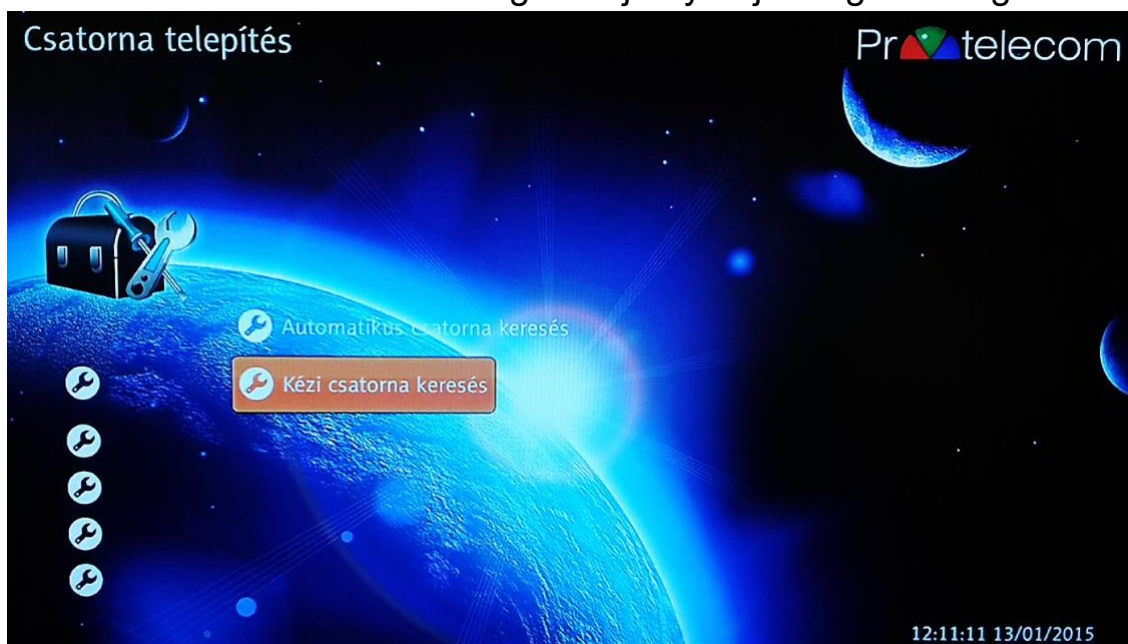 Csatorna telepítés
Pr telecom
Automatikus csatorna keresés
Kézi csatorna keresés
12:11:11 13/01/2015